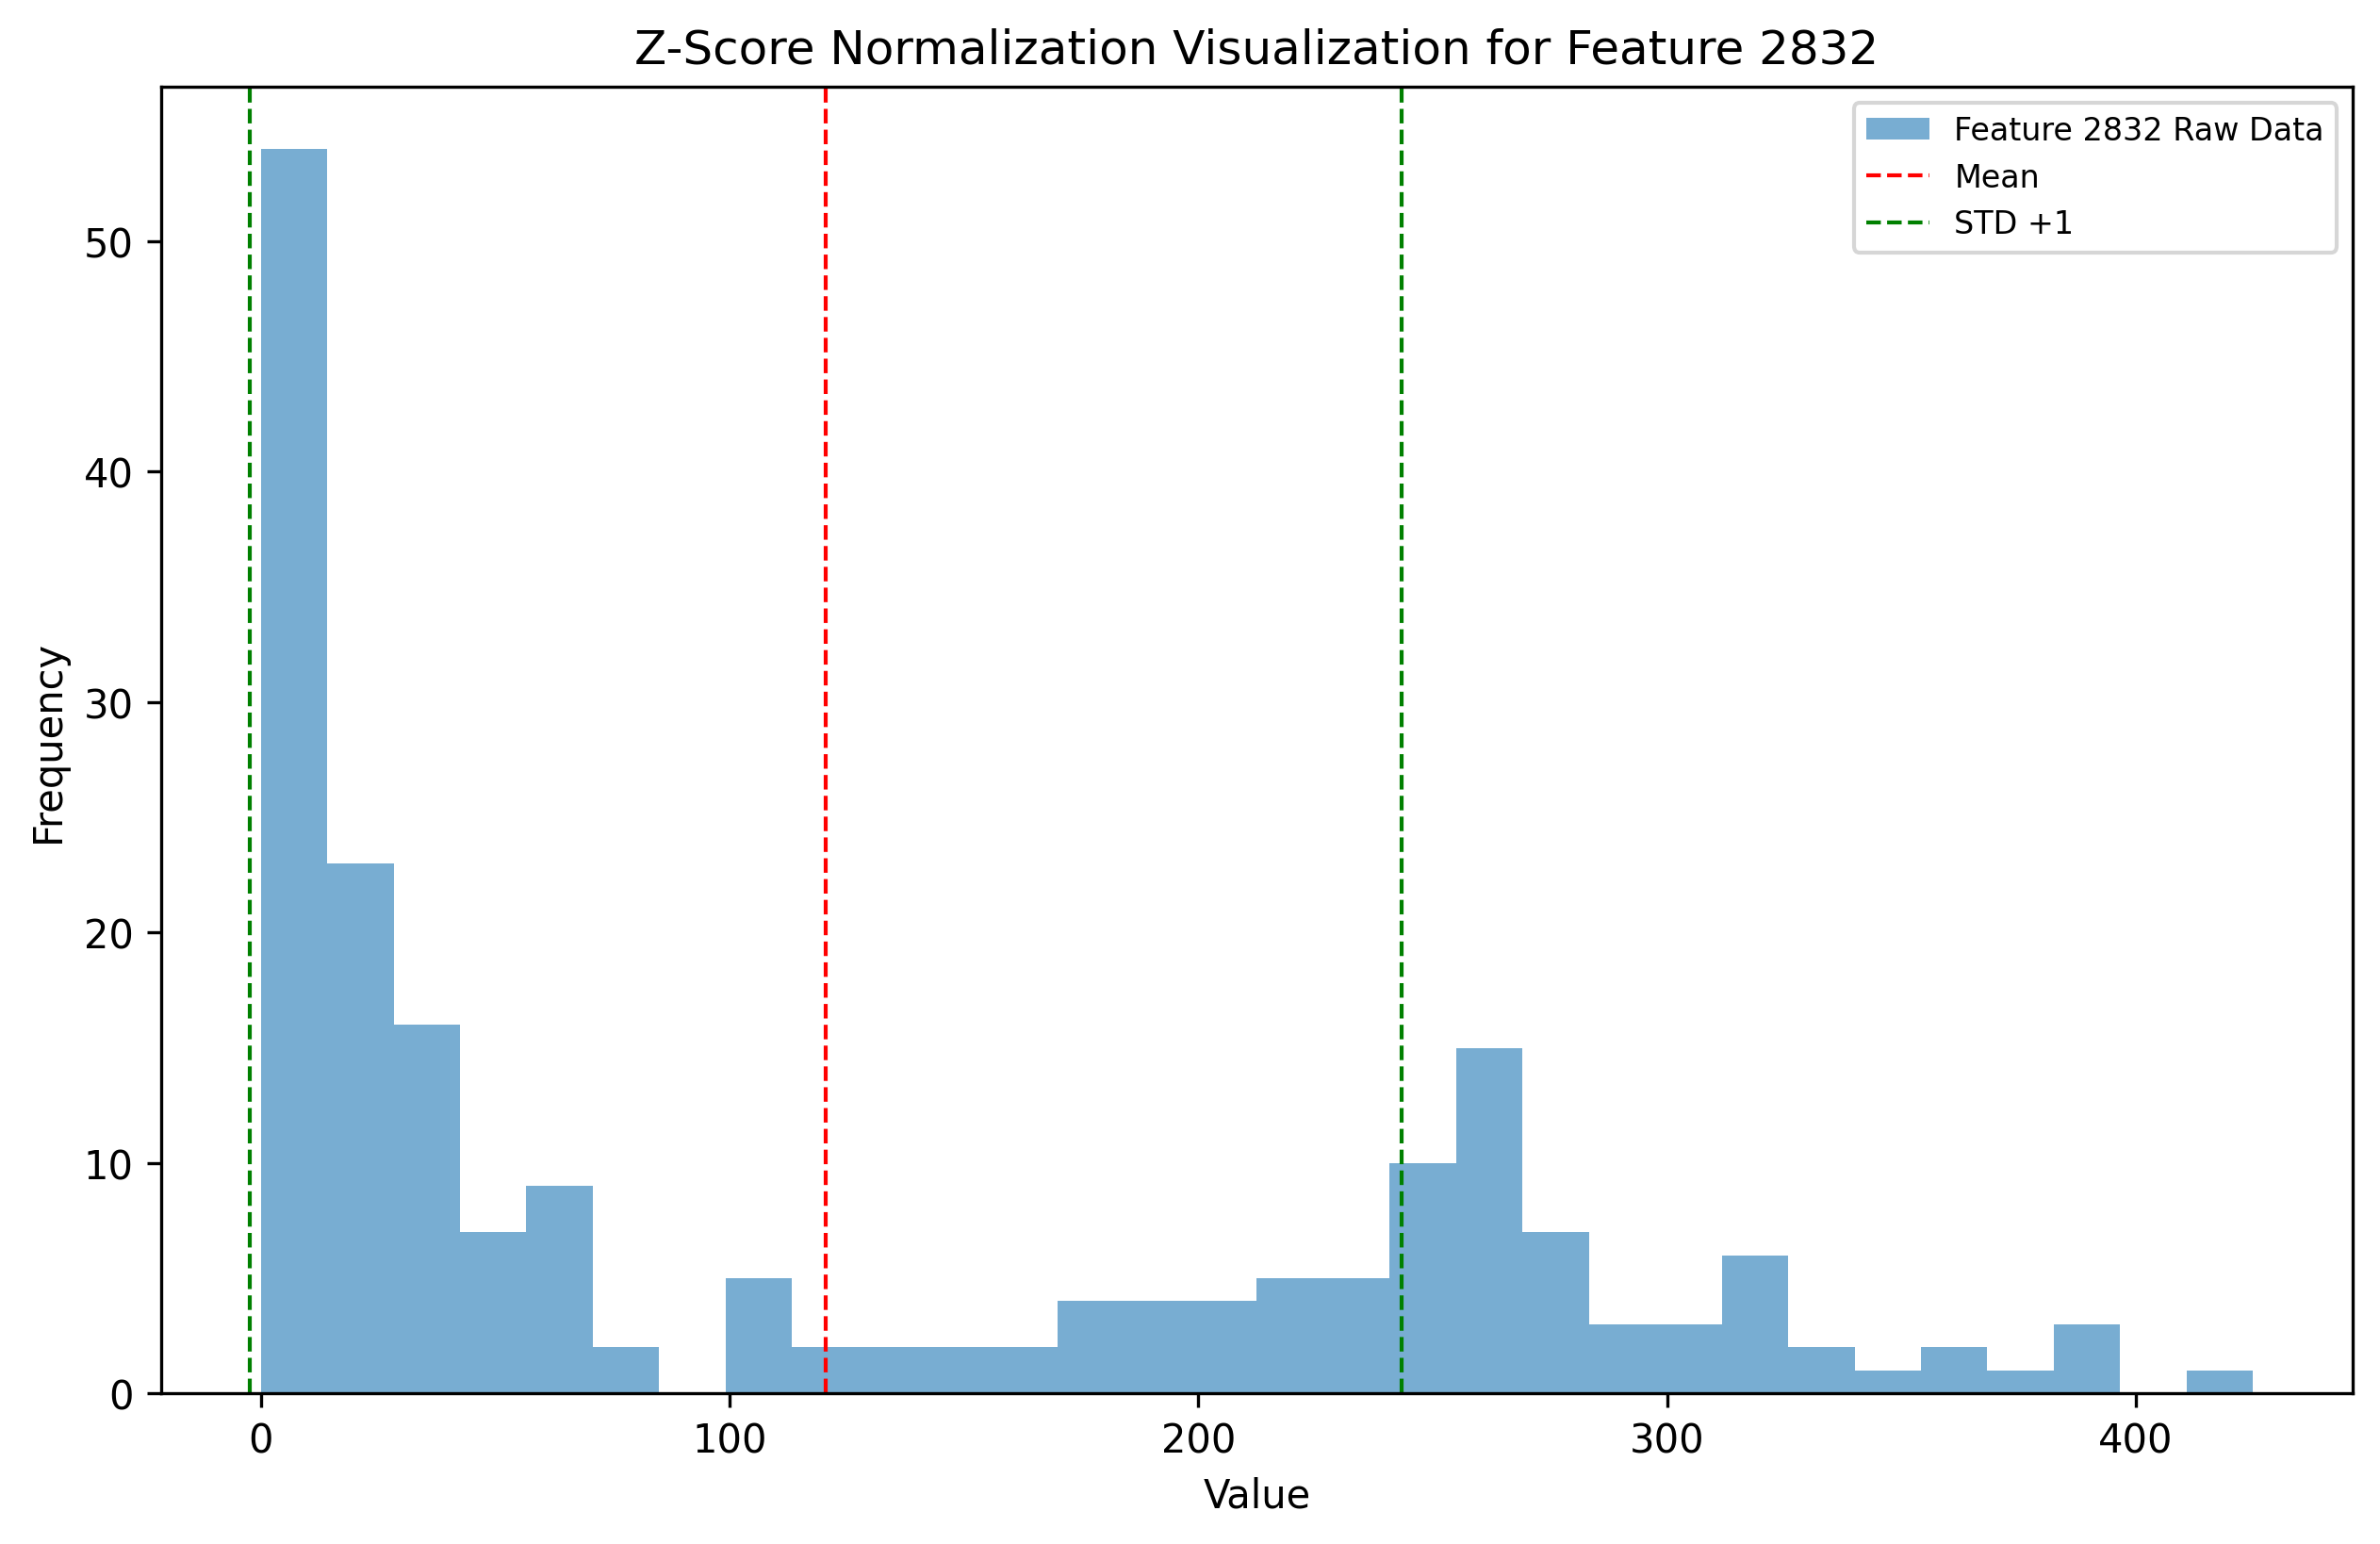 Z-Score Normalization Visualization for Feature 2832
Feature 2832 Raw Data
Mean
STD +1
50
40
30
20
10
0
Frequency
0 100 200 300 400
Value